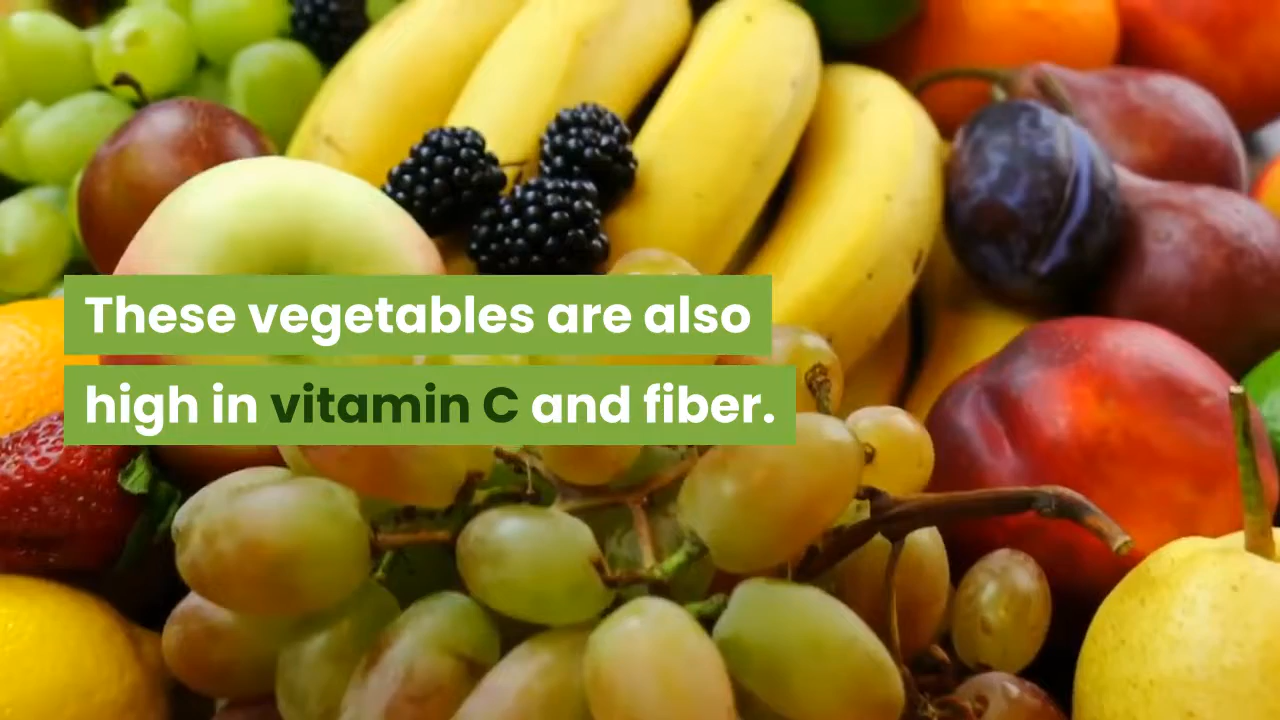 These vegetables are also
high in vitamin C and fiber.